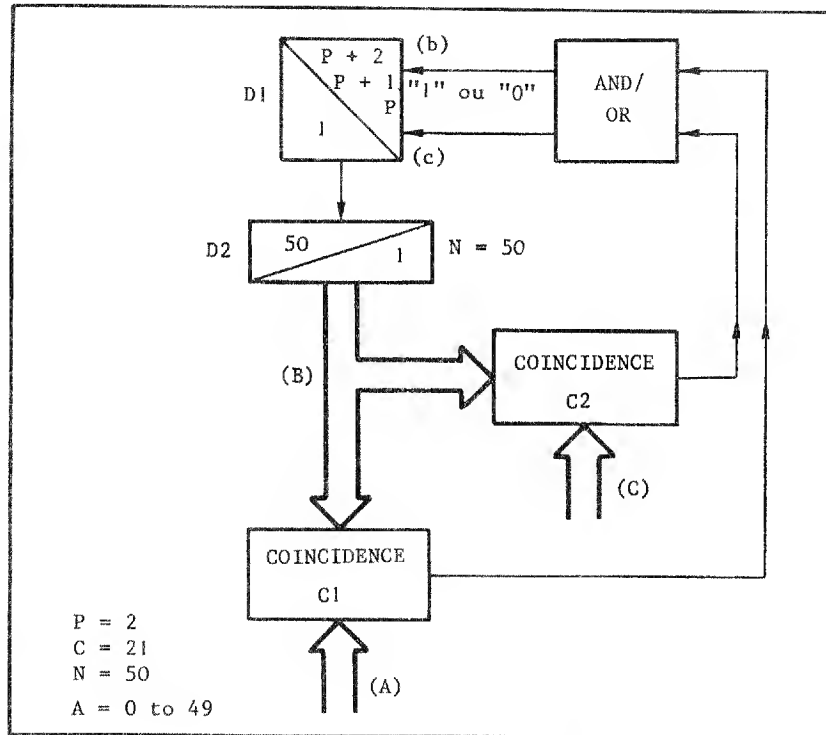 (b)
P + 2
P + 1 "1" ou "0"
P
D1
1
(c)
AND/
OR
D2
50
1
N = 50
(B)
COINCIDENCE
C2
(C)
COINCIDENCE
C1
(A)
P = 2
C = 21
N = 50
A = 0 to 49